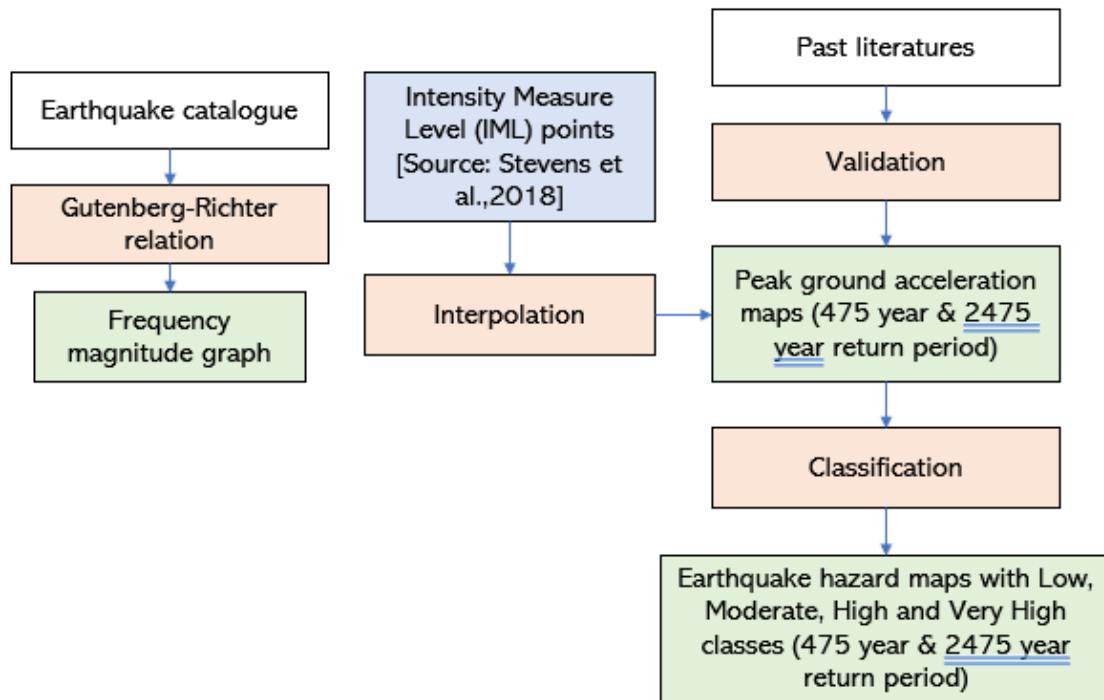 Earthquake catalogue
Gutenberg-Richter
relation
Frequency
magnitude graph
Intensity Measure
Level (IML) points
[Source: Stevens et
al.,2018]
Interpolation
Past literatures
Validation
Peak ground acceleration
maps (475 year & 2475
year return period)
Classification
Earthquake hazard maps with Low,
Moderate, High and Very High
classes (475 year & 2475 year
return period)